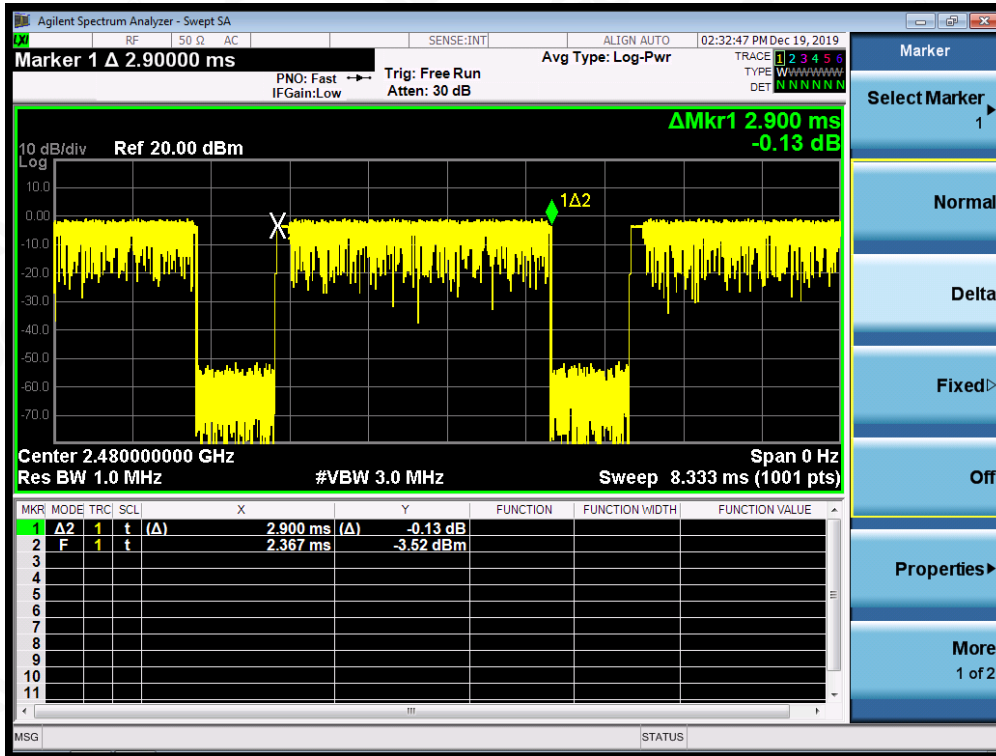 Agilent Spectrum Analyzer - Swept SA
LXI RF 50 Ω AC SENSE:INT ALIGN AUTO 02:32:47 PM Dec 19, 2019
Marker 1 Δ 2.90000 ms
PNO: Fast
IFGain:Low
Trig: Free Run
Atten: 30 dB
Avg Type: Log-Pwr
TRACE 1 2 3 4 5 6
TYPE W
DET N N N N N N
ΔMkr1 2.900 ms
-0.13 dB
10 dB/div Ref 20.00 dBm
Log
10.0
0.00
-10.0
-20.0
-30.0
-40.0
-50.0
-60.0
-70.0
X
1Δ2
Center 2.480000000 GHz Span 0 Hz
Res BW 1.0 MHz #VBW 3.0 MHz Sweep 8.333 ms (1001 pts)
MKR MODE TRC SCL X Y FUNCTION FUNCTION WIDTH FUNCTION VALUE
1 Δ2 1 t (Δ) 2.900 ms (Δ) -0.13 dB
2 F 1 t 2.367 ms -3.52 dBm
3
4
5
6
7
8
9
10
11
MSG STATUS
Marker
Select Marker
1
Normal
Delta
Fixed
Off
Properties
More
1 of 2